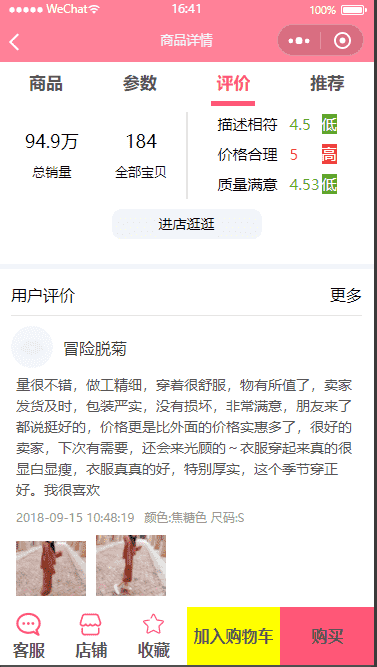 WeChat 16:41 100%
商品详情
商品 参数 评价 推荐
94.9万 184
总销量 全部宝贝
描述相符 4.5 低
价格合理 5 高
质量满意 4.53 低
进店逛逛
用户评价 更多
冒险脱菊
量很不错，做工精细，穿着很舒服，物有所值了，卖家
发货及时，包装严实，没有损坏，非常满意，朋友来了
都说挺好的，价格更是比外面的价格实惠多了，很好的
卖家，下次有需要，还会来光顾的～衣服穿起来真的很
显白显瘦，衣服真真的好，特别厚实，这个季节穿正
好。我很喜欢
2018-09-15 10:48:19 颜色:焦糖色 尺码:S
客服 店铺 收藏 加入购物车 购买